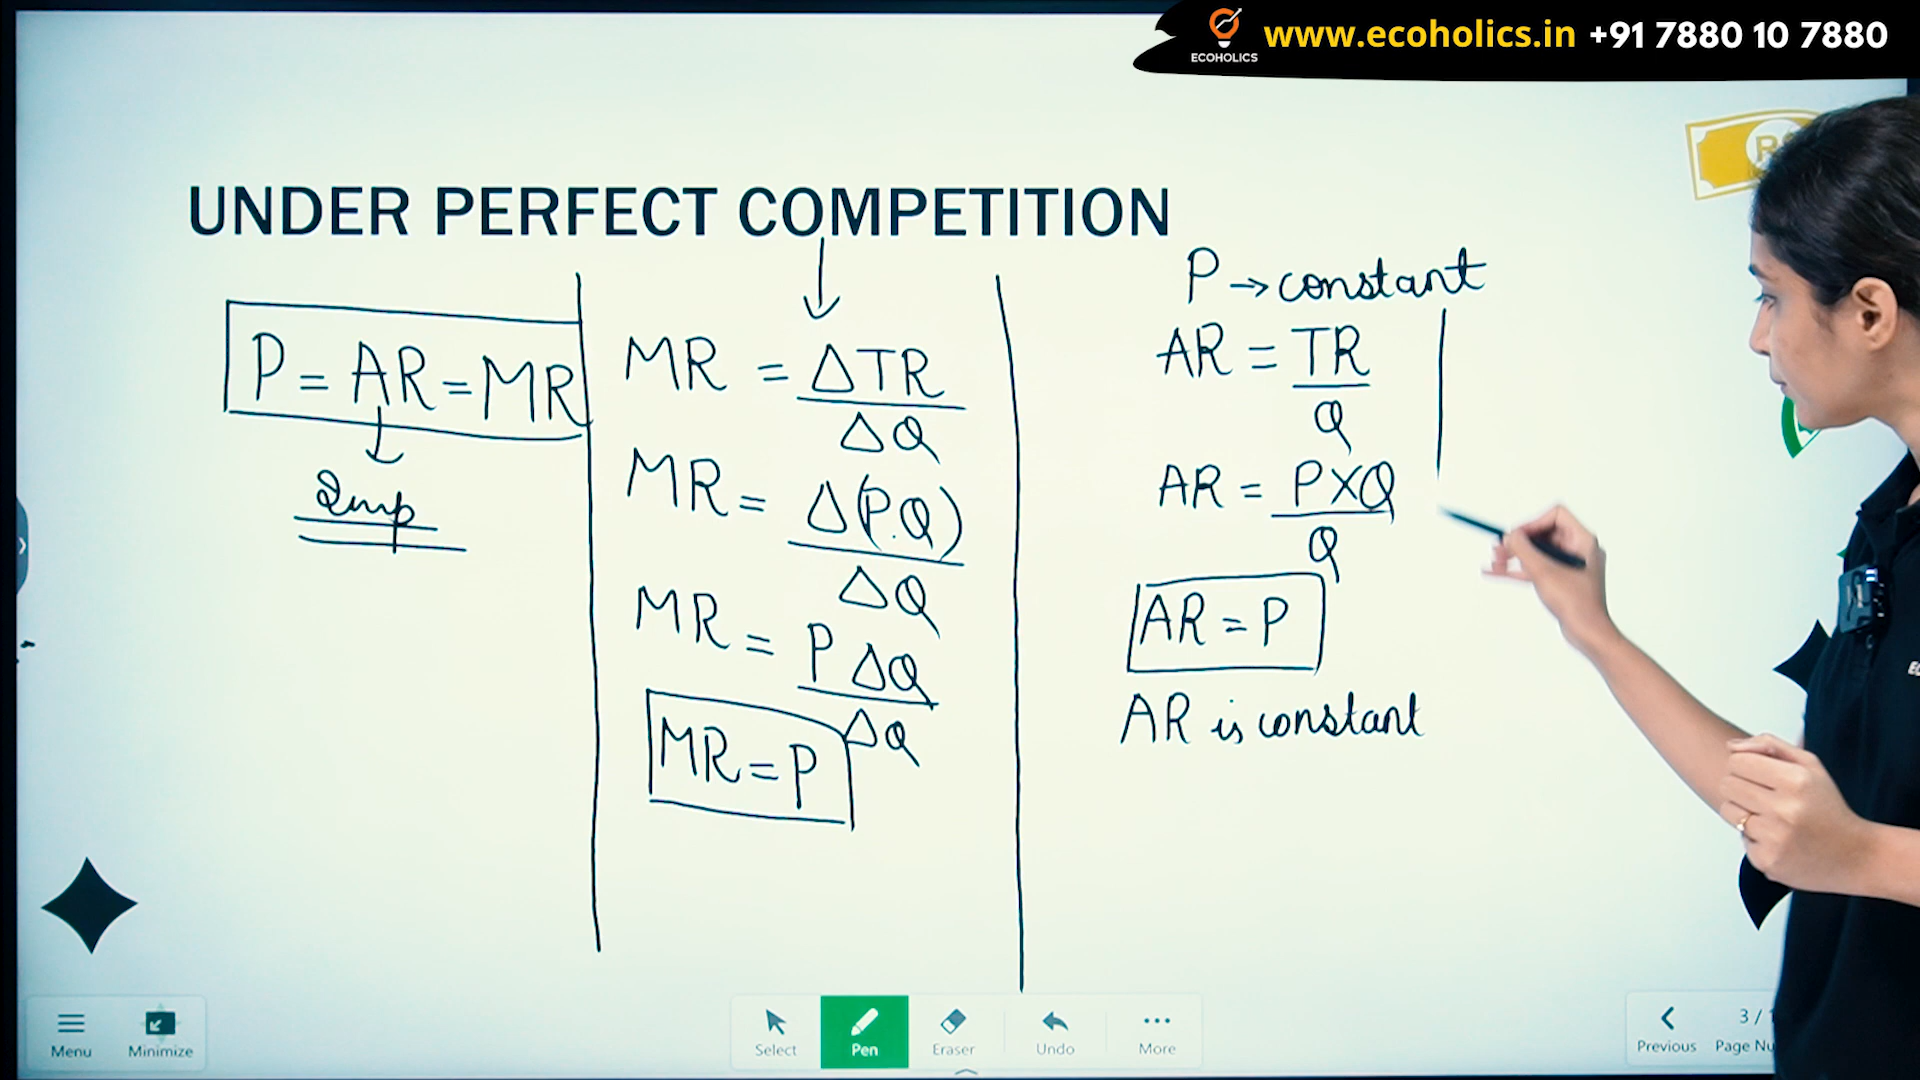 ECOHOLICS
www.ecoholics.in +91 7880 10 7880
UNDER PERFECT COMPETITION
P = AR = MR
Imp
MR = ΔTR / ΔQ
MR = Δ(P.Q) / ΔQ
MR = P ΔQ / ΔQ
MR = P
P → constant
AR = TR / Q
AR = P×Q / Q
AR = P
AR is constant
Menu
Minimize
Select
Pen
Eraser
Undo
More
Previous
3 /
Page